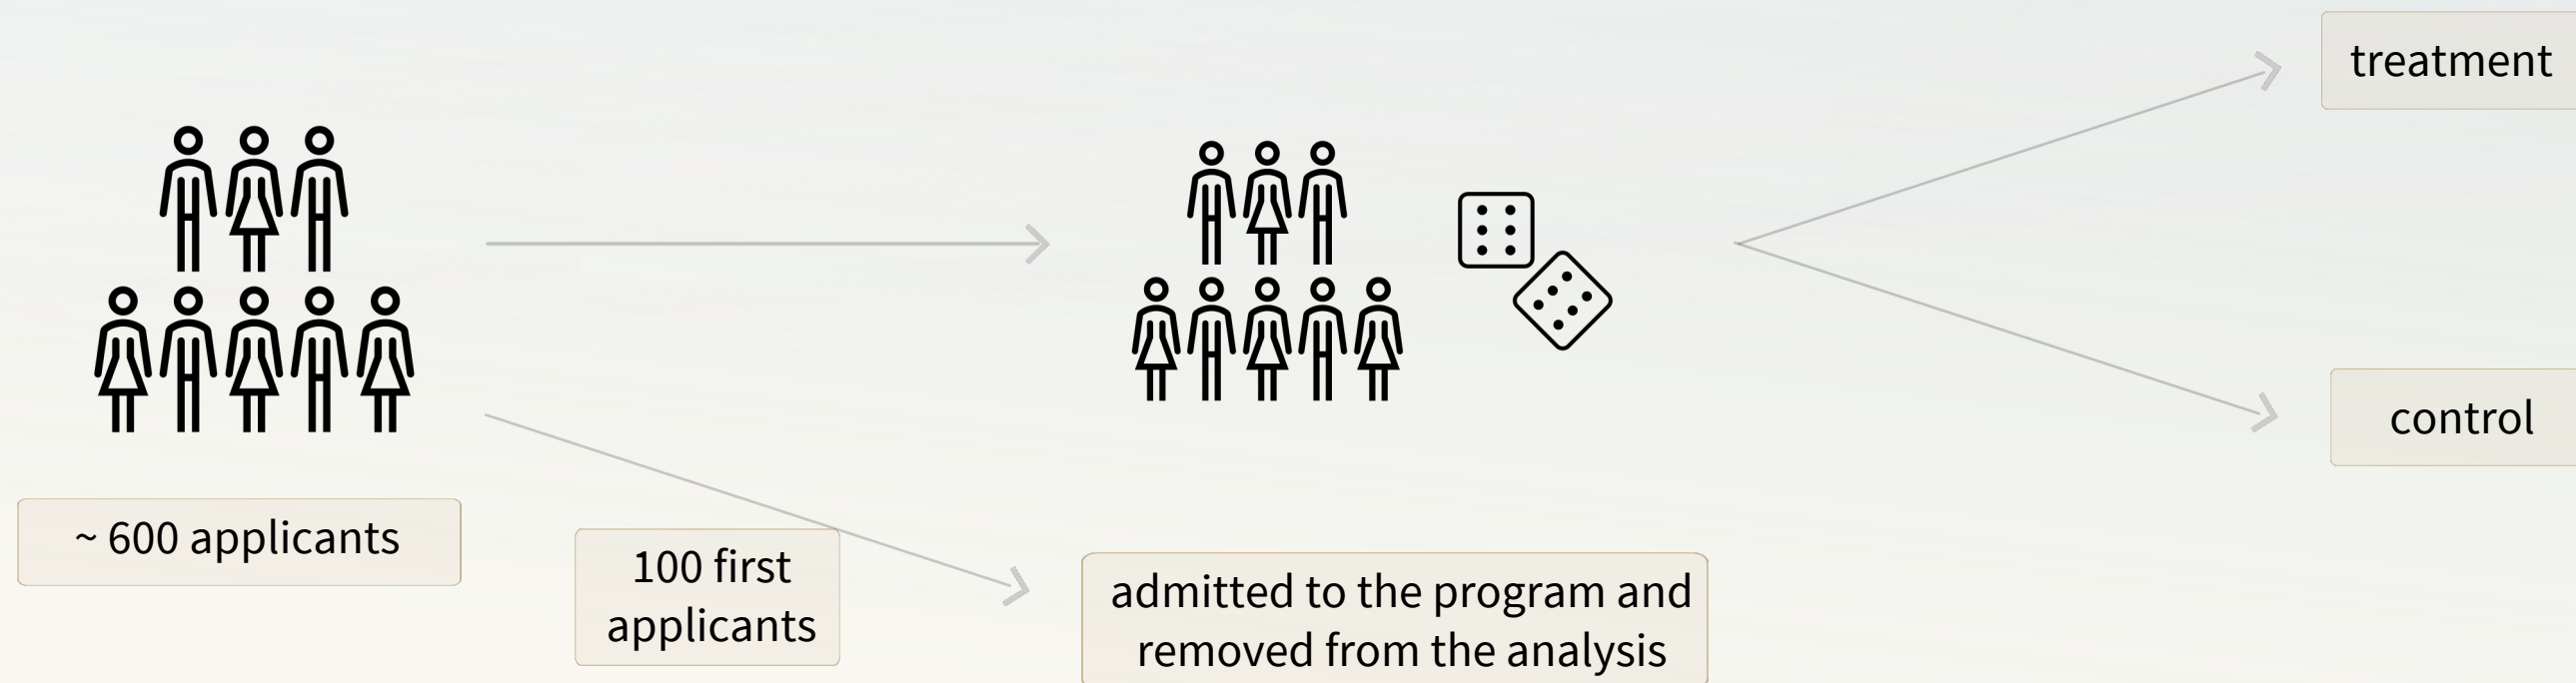 treatment
control
~ 600 applicants
100 first
applicants
admitted to the program and
removed from the analysis